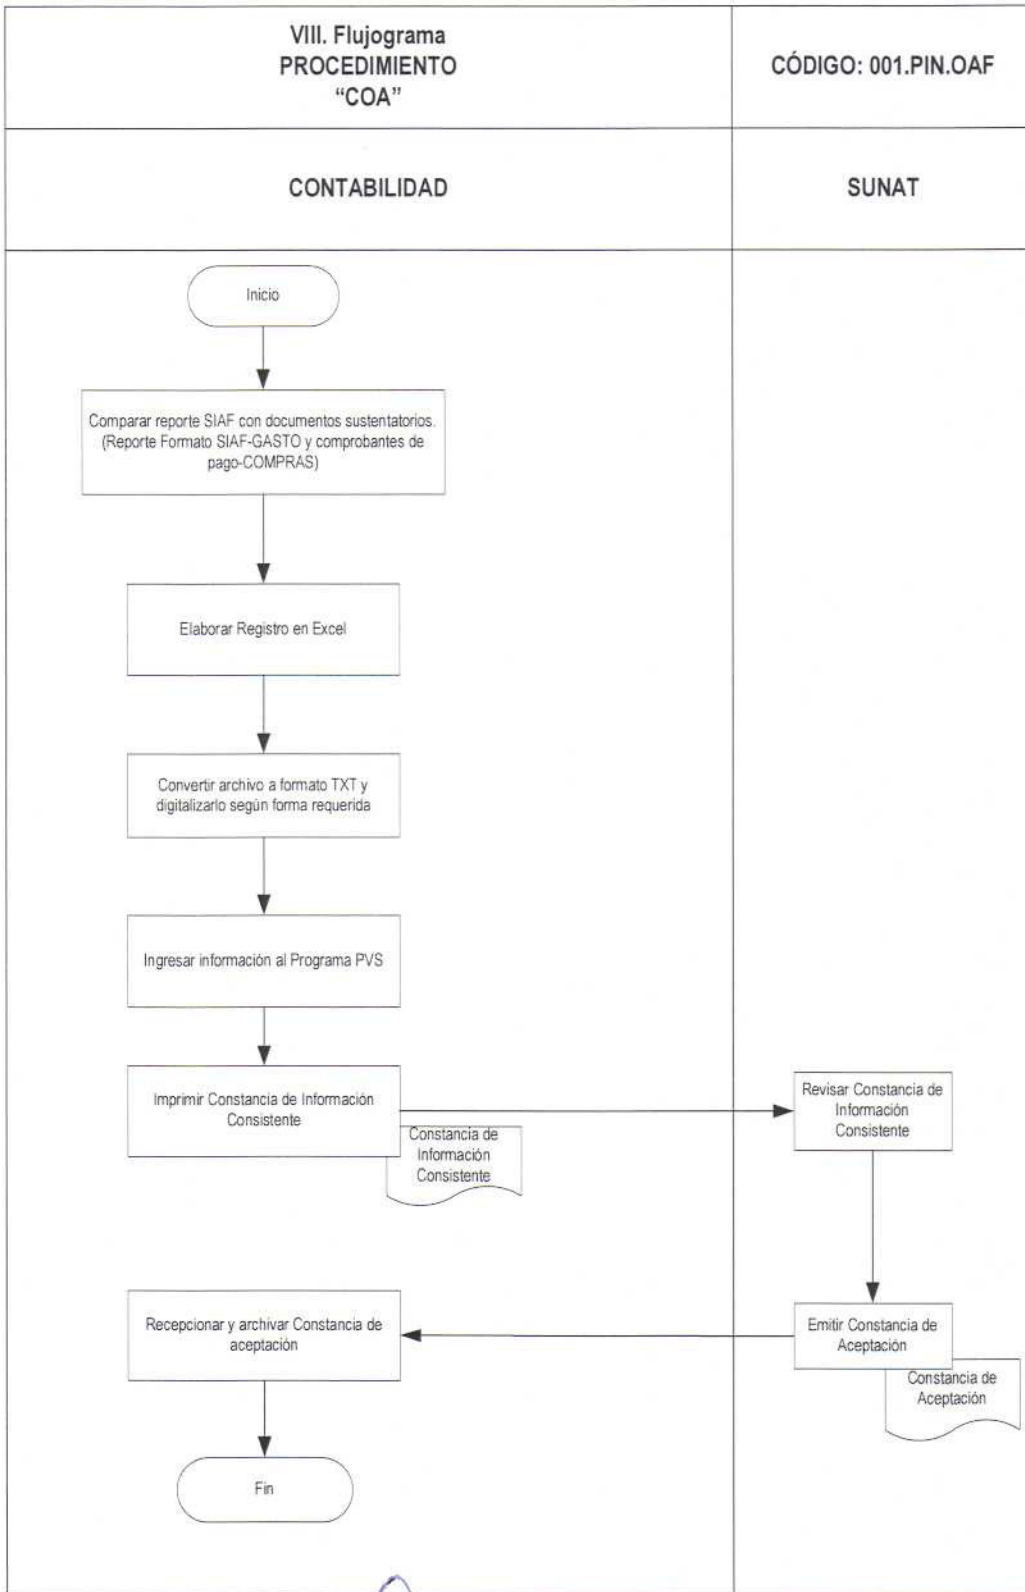 VIII. Flujograma
PROCEDIMIENTO
“COA”
CÓDIGO: 001.PIN.OAF
CONTABILIDAD
SUNAT
Inicio
Comparar reporte SIAF con documentos sustentatorios.
(Reporte Formato SIAF-GASTO y comprobantes de
pago-COMPRAS)
Elaborar Registro en Excel
Convertir archivo a formato TXT y
digitalizarlo según forma requerida
Ingresar información al Programa PVS
Imprimir Constancia de Información
Consistente
Constancia de
Información
Consistente
Revisar Constancia de
Información
Consistente
Emitir Constancia de
Aceptación
Constancia de
Aceptación
Recepcionar y archivar Constancia de
aceptación
Fin